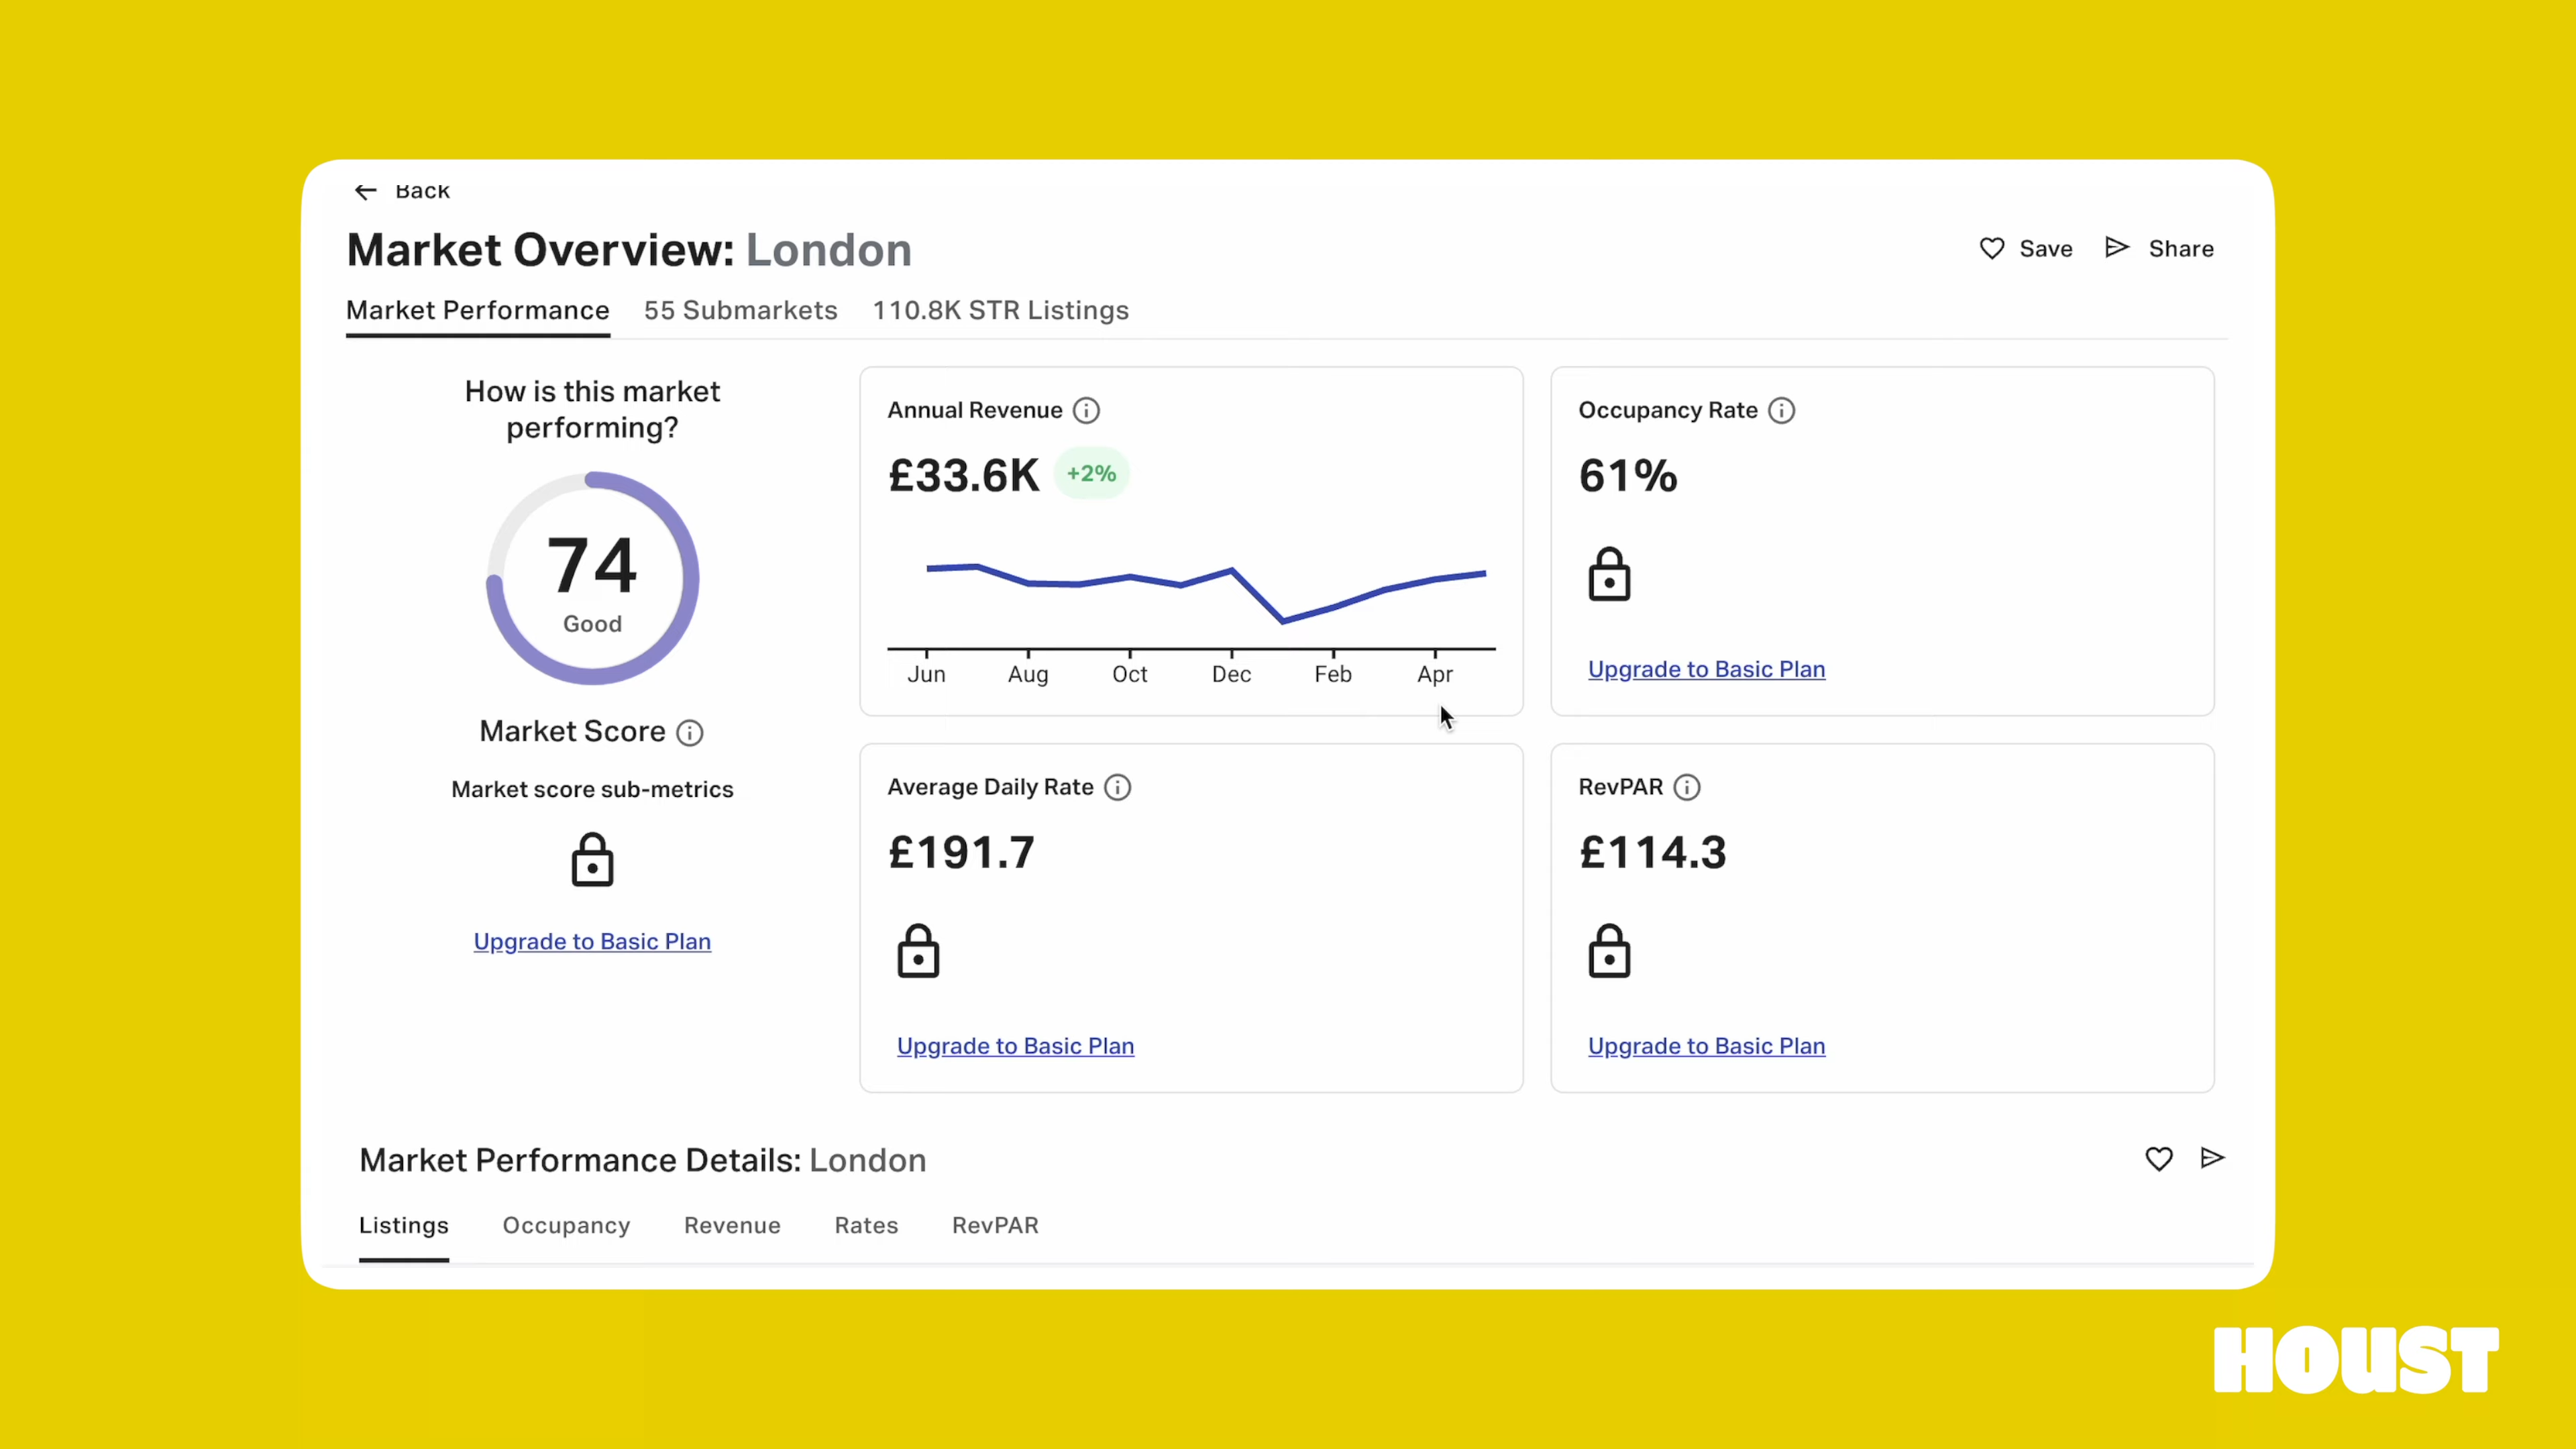 Back
Market Overview: London
Save
Share
Market Performance
55 Submarkets
110.8K STR Listings
How is this market
performing?
74
Good
Market Score
Market score sub-metrics
Upgrade to Basic Plan
Annual Revenue
£33.6K
+2%
Jun
Aug
Oct
Dec
Feb
Apr
Occupancy Rate
61%
Upgrade to Basic Plan
Average Daily Rate
£191.7
Upgrade to Basic Plan
RevPAR
£114.3
Upgrade to Basic Plan
Market Performance Details: London
Listings
Occupancy
Revenue
Rates
RevPAR
HOUST